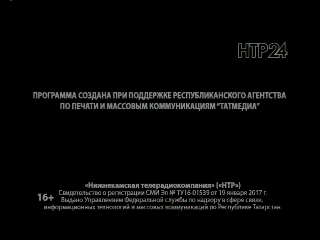 НТР24
ПРОГРАММА СОЗДАНА ПРИ ПОДДЕРЖКЕ РЕСПУБЛИКАНСКОГО АГЕНТСТВА
ПО ПЕЧАТИ И МАССОВЫМ КОММУНИКАЦИЯМ "ТАТМЕДИА"
«Нижнекамская телерадиокомпания» («НТР»)
16+ Свидетельство о регистрации СМИ Эл № ТУ16-01539 от 19 января 2017 г.
Выдано Управлением Федеральной службы по надзору в сфере связи,
информационных технологий и массовых коммуникаций по Республике Татарстан.